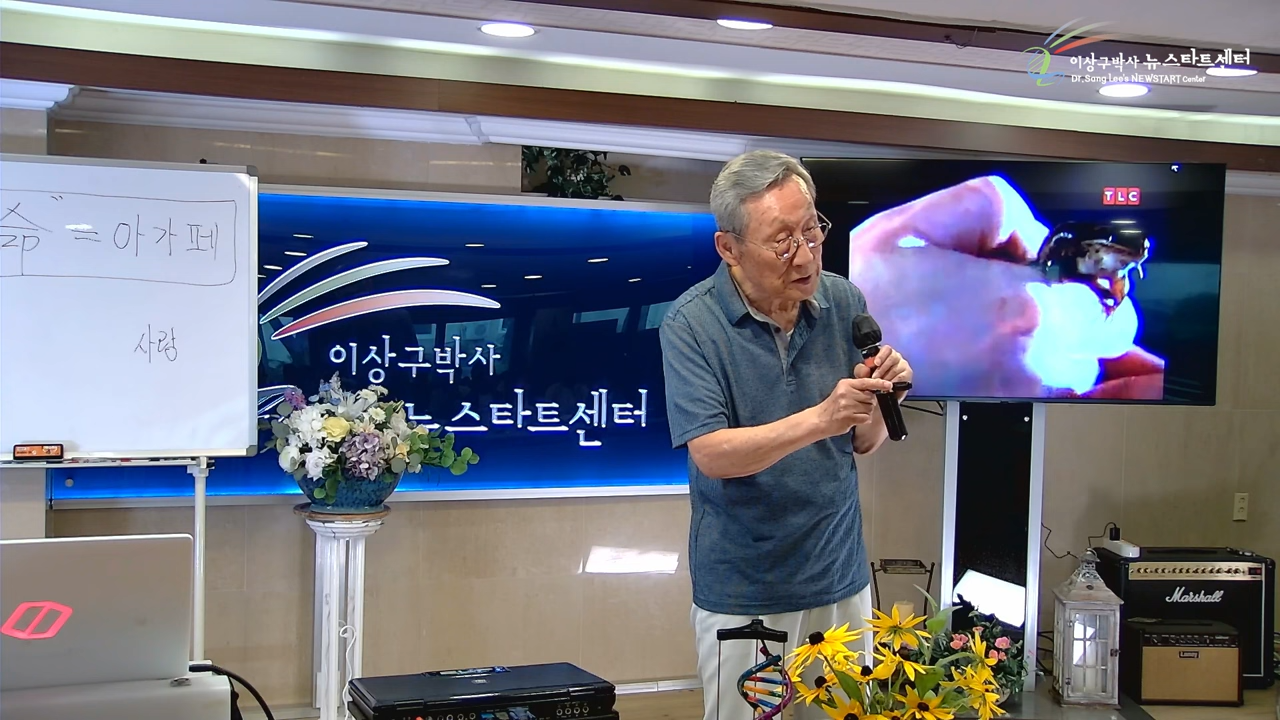 이상구박사 뉴스타트센터
Dr. Sang Lee's NEWSTART Center
TLC
= 아가페
사랑
이상구박사
뉴스타트센터
Marshall
Laney